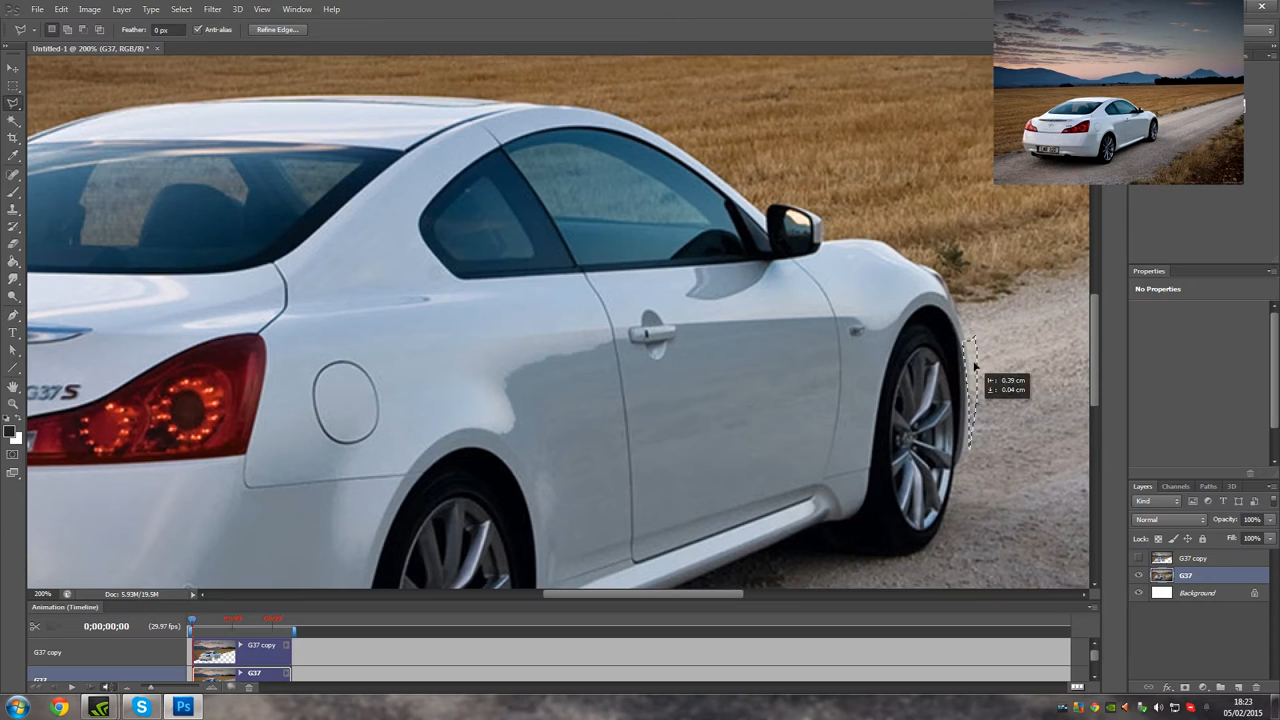 Ps File Edit Image Layer Type Select Filter 3D View Window Help
Feather: 0 px Anti-alias Refine Edge...
Untitled-1 @ 200% (G37, RGB/8) * ×
G37S
0.39 cm
0.04 cm
Properties
No Properties
Layers Channels Paths 3D
Kind
Normal Opacity: 100%
Lock: Fill: 100%
G37 copy
G37
Background
200% Doc: 5.93M/19.5M
Animation (Timeline)
0;00;00;00 (29.97 fps)
G37 copy G37 copy
G37 G37
18:23
05/02/2015